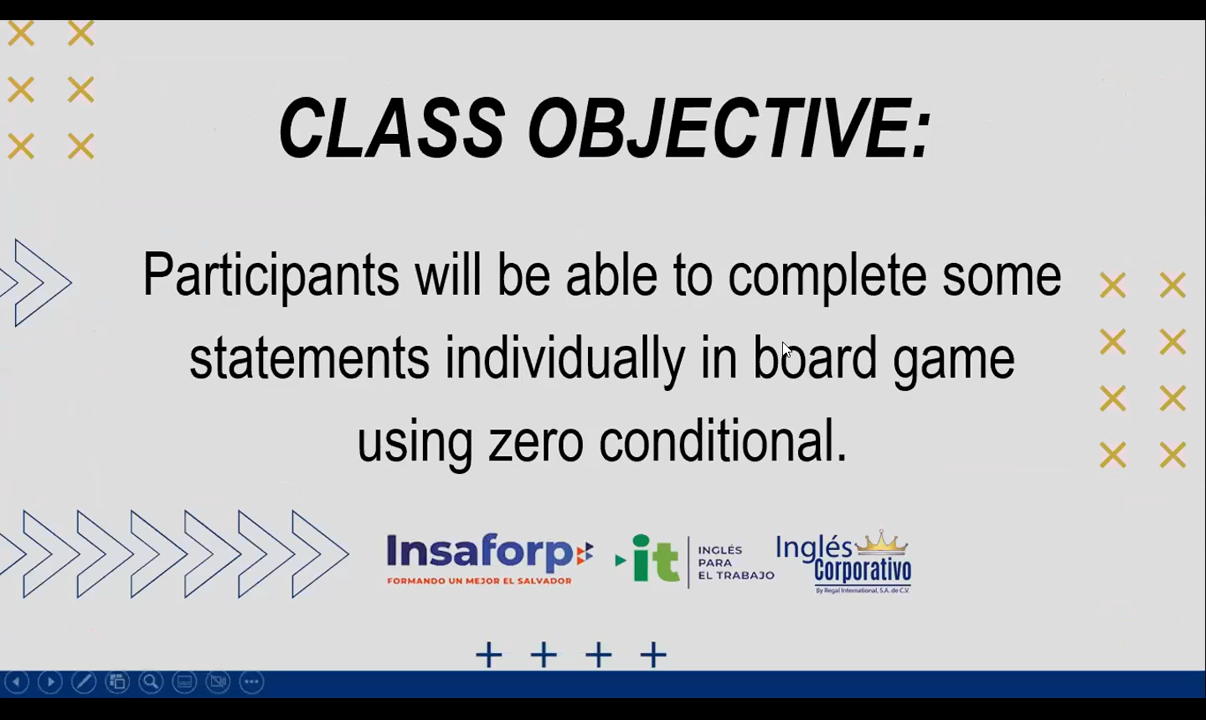 CLASS OBJECTIVE:
Participants will be able to complete some
statements individually in board game
using zero conditional.
Insaforp
FORMANDO UN MEJOR EL SALVADOR
it
INGLÉS
PARA
EL TRABAJO
Inglés
Corporativo
By Regal International, S.A. de C.V.